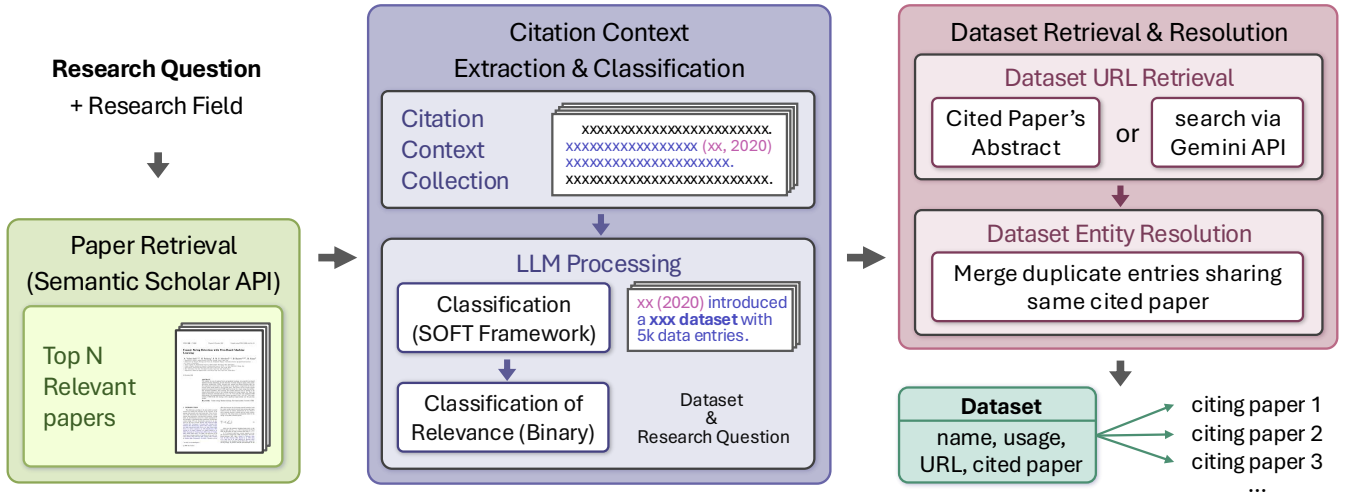 Research Question
+ Research Field
Paper Retrieval
(Semantic Scholar API)
Top N
Relevant
papers
Citation Context
Extraction & Classification
Citation
Context
Collection
xxxxxxxxxxxxxxxxxxxxxxxxx.
xxxxxxxxxxxxxxxxx (xx, 2020)
xxxxxxxxxxxxxxxxxxxxx.
xxxxxxxxxxxxxxxxxxxxxxxxxx.
LLM Processing
Classification
(SOFT Framework)
xx (2020) introduced
a xxx dataset with
5k data entries.
Classification of
Relevance (Binary)
Dataset
&
Research Question
Dataset Retrieval & Resolution
Dataset URL Retrieval
Cited Paper's
Abstract
or
search via
Gemini API
Dataset Entity Resolution
Merge duplicate entries sharing
same cited paper
Dataset
name, usage,
URL, cited paper
citing paper 1
citing paper 2
citing paper 3
...